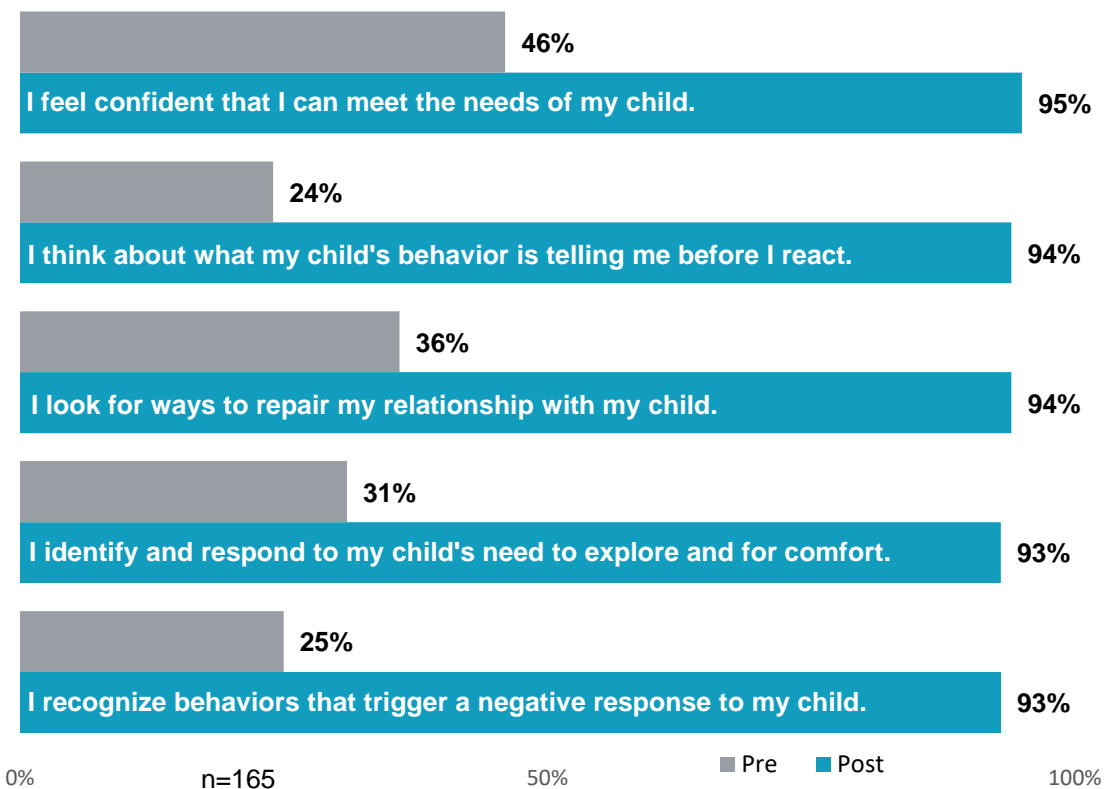 46%
I feel confident that I can meet the needs of my child.
95%
24%
I think about what my child's behavior is telling me before I react.
94%
36%
I look for ways to repair my relationship with my child.
94%
31%
I identify and respond to my child's need to explore and for comfort.
93%
25%
I recognize behaviors that trigger a negative response to my child.
93%
Pre Post
0% n=165 50% 100%